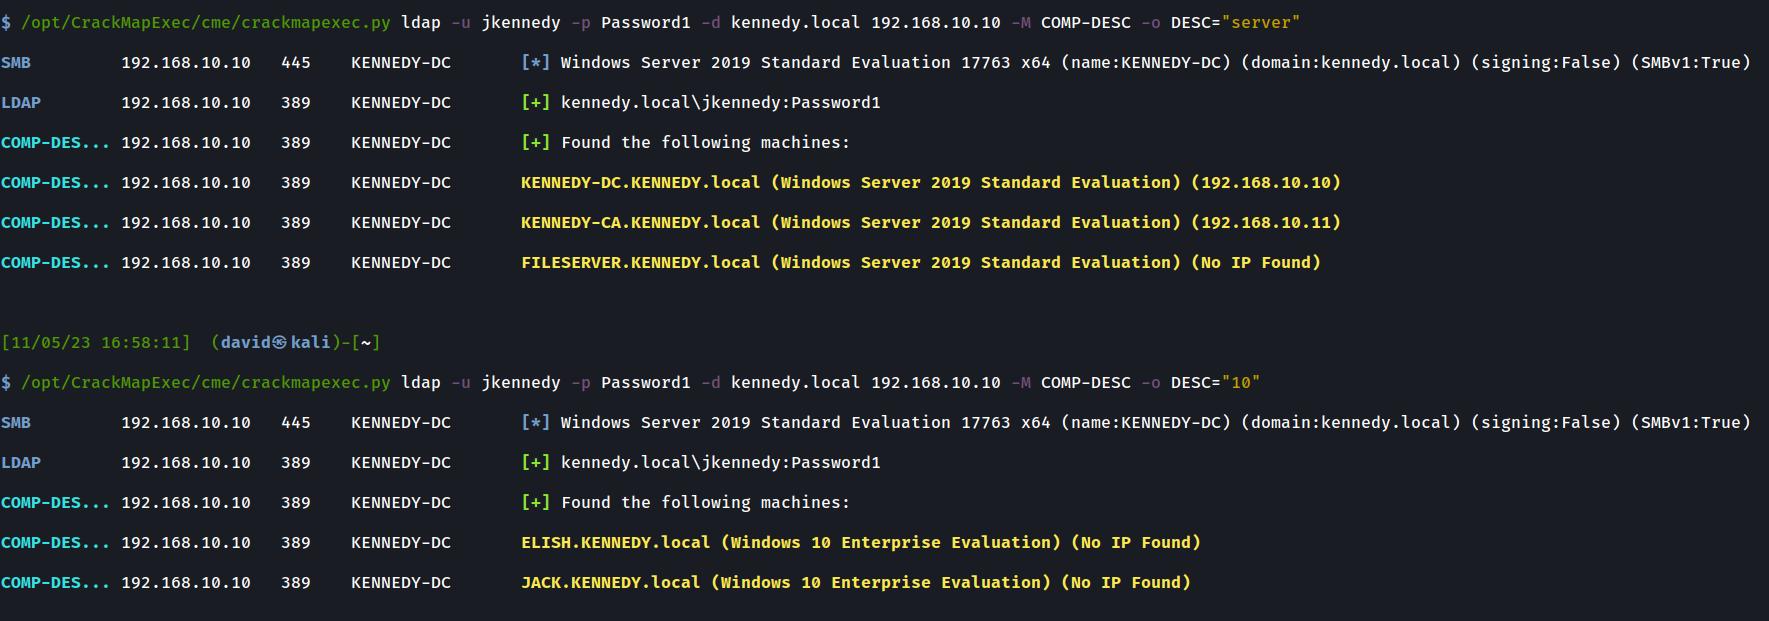 $ /opt/CrackMapExec/cme/crackmapexec.py ldap -u jkennedy -p Password1 -d kennedy.local 192.168.10.10 -M COMP-DESC -o DESC="server"
SMB 192.168.10.10 445 KENNEDY-DC [*] Windows Server 2019 Standard Evaluation 17763 x64 (name:KENNEDY-DC) (domain:kennedy.local) (signing:False) (SMBv1:True)
LDAP 192.168.10.10 389 KENNEDY-DC [+] kennedy.local\jkennedy:Password1
COMP-DES... 192.168.10.10 389 KENNEDY-DC [+] Found the following machines:
COMP-DES... 192.168.10.10 389 KENNEDY-DC KENNEDY-DC.KENNEDY.local (Windows Server 2019 Standard Evaluation) (192.168.10.10)
COMP-DES... 192.168.10.10 389 KENNEDY-DC KENNEDY-CA.KENNEDY.local (Windows Server 2019 Standard Evaluation) (192.168.10.11)
COMP-DES... 192.168.10.10 389 KENNEDY-DC FILESERVER.KENNEDY.local (Windows Server 2019 Standard Evaluation) (No IP Found)
[11/05/23 16:58:11] (david㉿kali)-[~]
$ /opt/CrackMapExec/cme/crackmapexec.py ldap -u jkennedy -p Password1 -d kennedy.local 192.168.10.10 -M COMP-DESC -o DESC="10"
SMB 192.168.10.10 445 KENNEDY-DC [*] Windows Server 2019 Standard Evaluation 17763 x64 (name:KENNEDY-DC) (domain:kennedy.local) (signing:False) (SMBv1:True)
LDAP 192.168.10.10 389 KENNEDY-DC [+] kennedy.local\jkennedy:Password1
COMP-DES... 192.168.10.10 389 KENNEDY-DC [+] Found the following machines:
COMP-DES... 192.168.10.10 389 KENNEDY-DC ELISH.KENNEDY.local (Windows 10 Enterprise Evaluation) (No IP Found)
COMP-DES... 192.168.10.10 389 KENNEDY-DC JACK.KENNEDY.local (Windows 10 Enterprise Evaluation) (No IP Found)